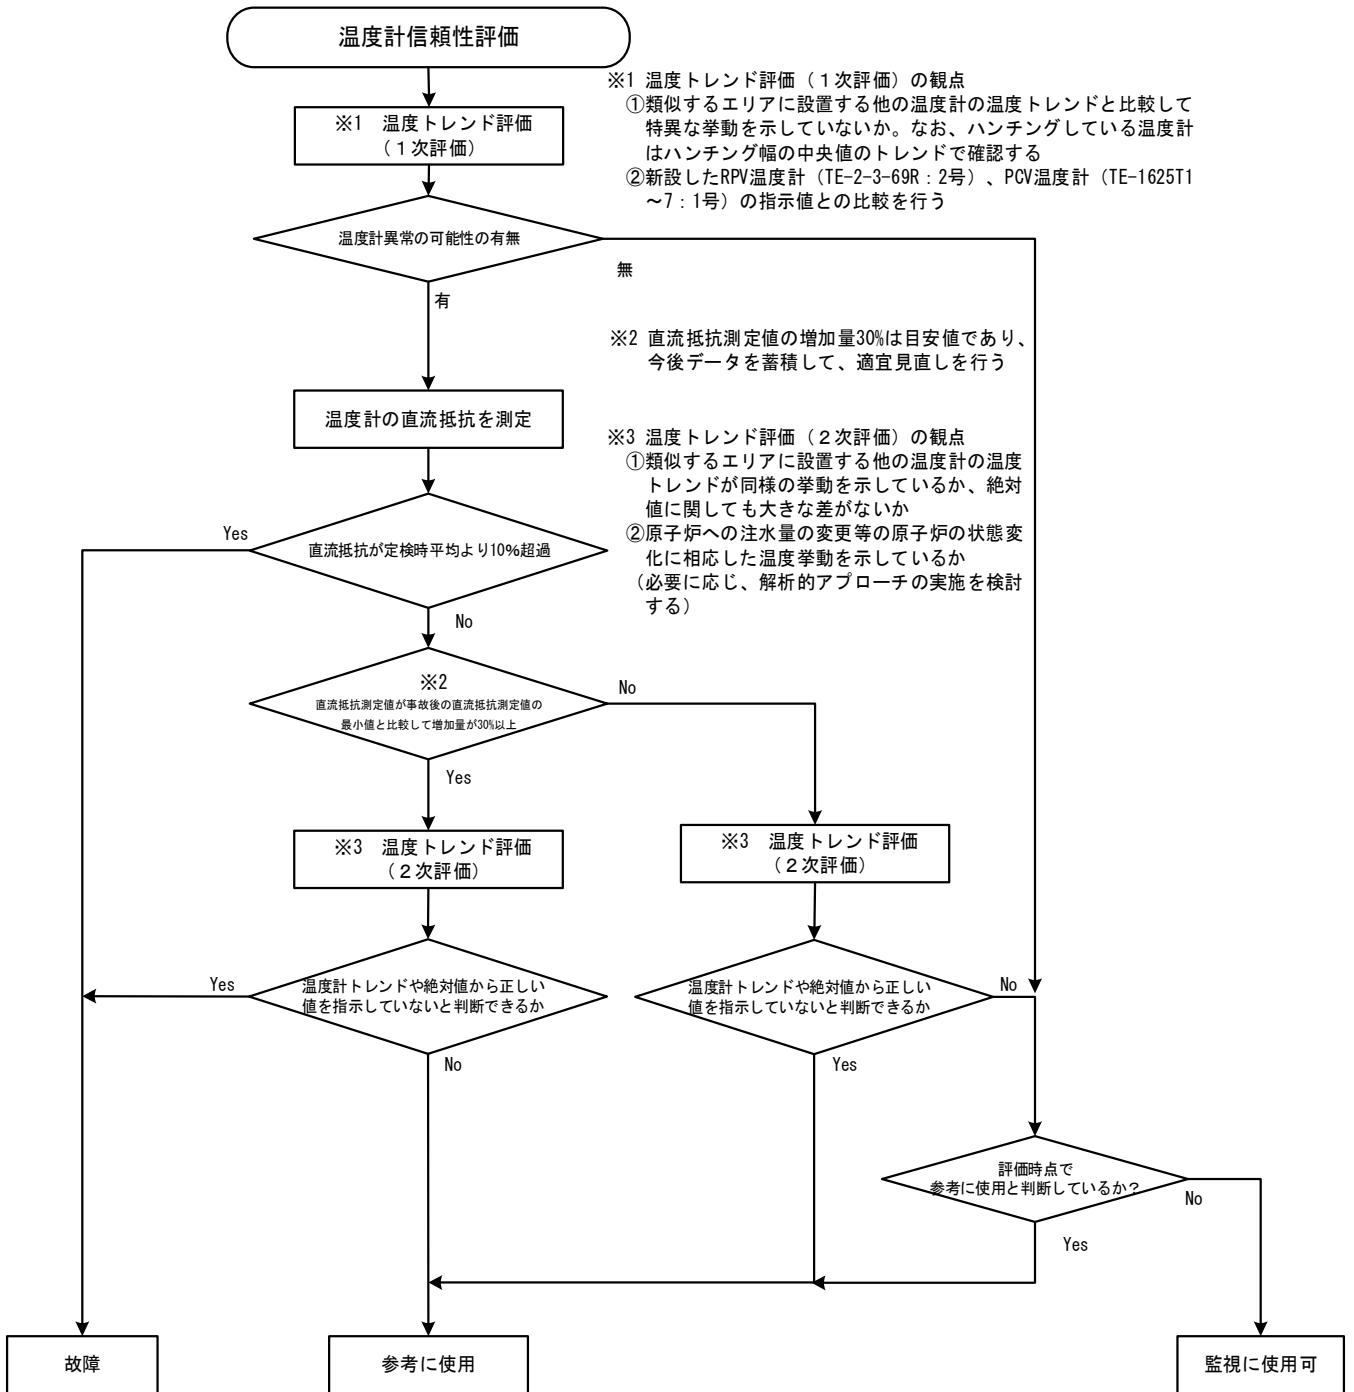 温度計信頼性評価
※1 温度トレンド評価
(1次評価)
※1 温度トレンド評価(1次評価)の観点
①類似するエリアに設置する他の温度計の温度トレンドと比較して
特異な挙動を示していないか。なお、ハンチングしている温度計
はハンチング幅の中央値のトレンドで確認する
②新設したRPV温度計(TE-2-3-69R:2号)、PCV温度計(TE-1625T1
~7:1号)の指示値との比較を行う
温度計異常の可能性の有無
無
有
※2 直流抵抗測定値の増加量30%は目安値であり、
今後データを蓄積して、適宜見直しを行う
温度計の直流抵抗を測定
※3 温度トレンド評価(2次評価)の観点
①類似するエリアに設置する他の温度計の温度
トレンドが同様の挙動を示しているか、絶対
値に関しても大きな差がないか
②原子炉への注水量の変更等の原子炉の状態変
化に相応した温度挙動を示しているか
(必要に応じ、解析的アプローチの実施を検討
する)
Yes
直流抵抗が定検時平均より10%超過
No
※2
直流抵抗測定値が事故後の直流抵抗測定値の
最小値と比較して増加量が30%以上
No
Yes
※3 温度トレンド評価
(2次評価)
※3 温度トレンド評価
(2次評価)
Yes
温度計トレンドや絶対値から正しい
値を指示していないと判断できるか
No
温度計トレンドや絶対値から正しい
値を指示していないと判断できるか
No
Yes
評価時点で
参考に使用と判断しているか?
No
Yes
故障
参考に使用
監視に使用可